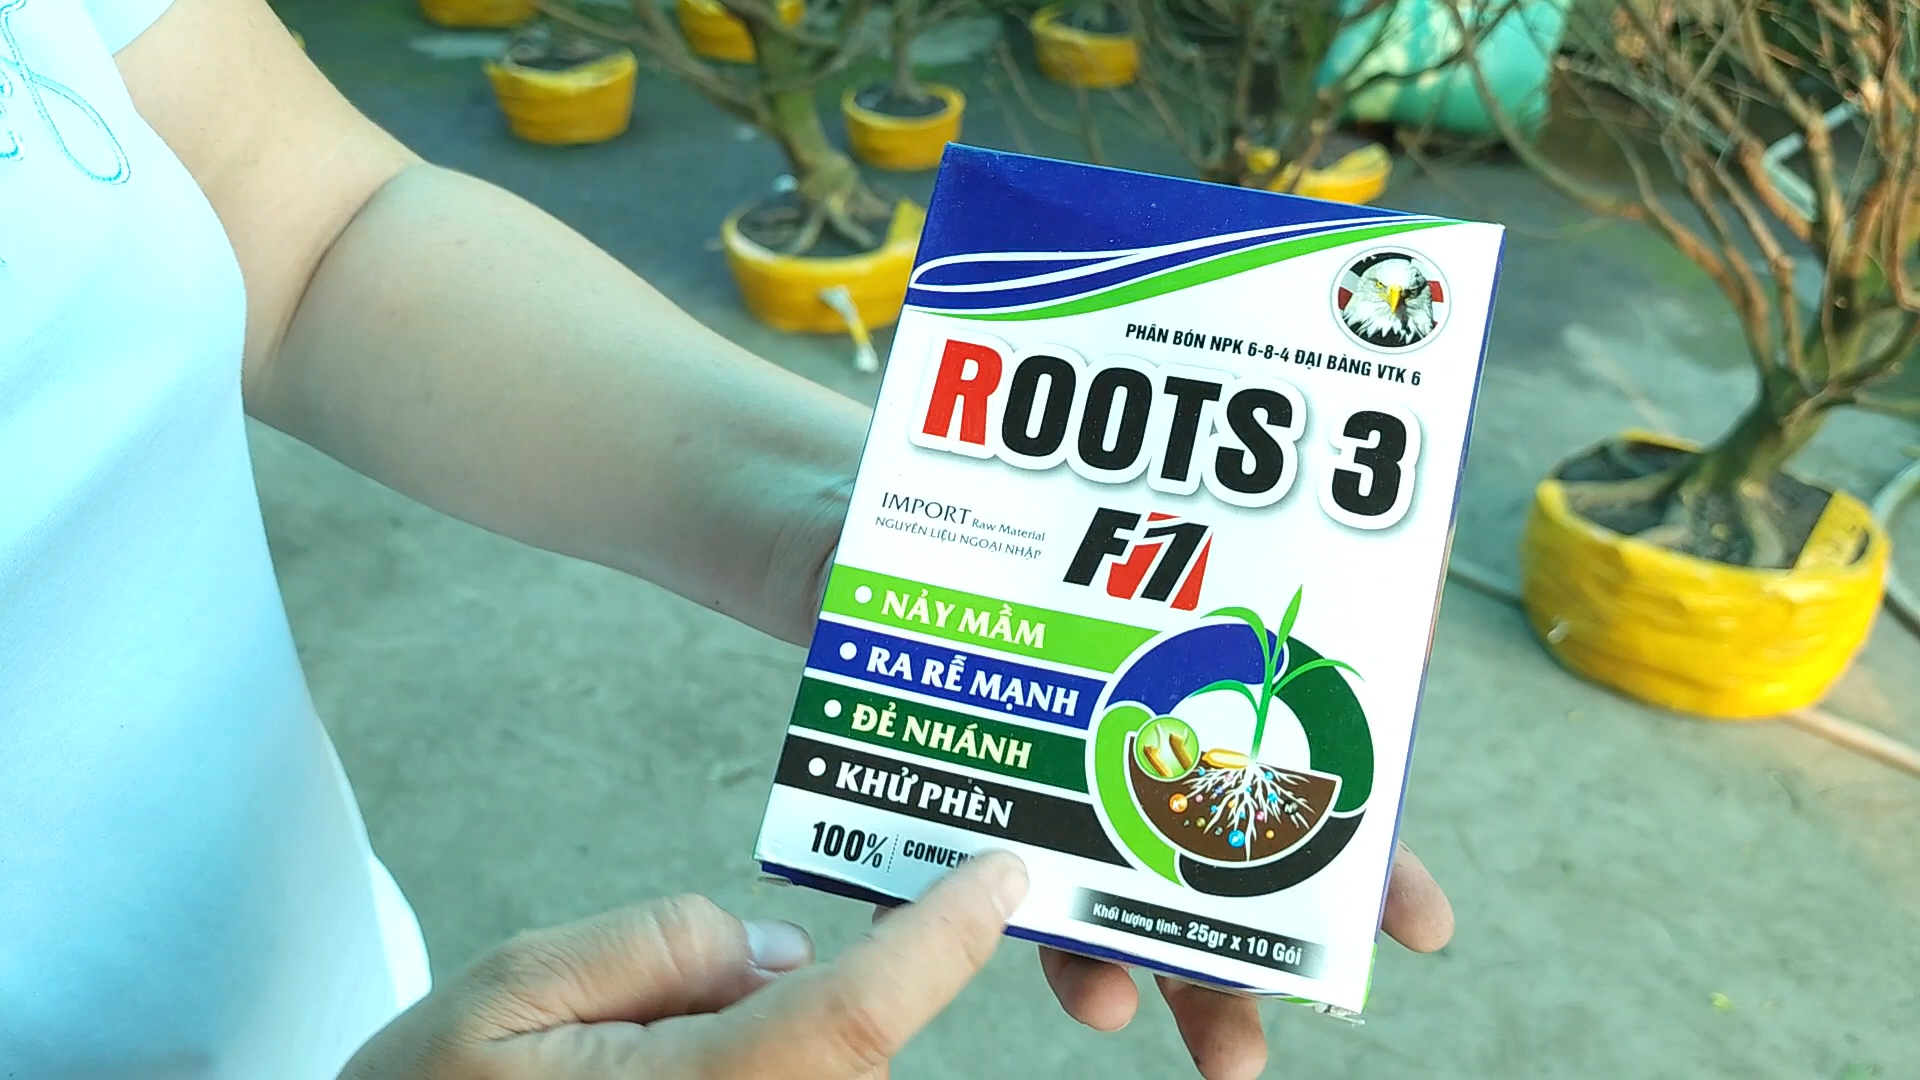 PHÂN BÓN NPK 6-8-4 ĐẠI BÀNG VTK 6
ROOTS 3
F1
IMPORT Raw Material
NGUYÊN LIỆU NGOẠI NHẬP
• NẢY MẦM
• RA RỄ MẠNH
• ĐẺ NHÁNH
• KHỬ PHÈN
100%
Khối lượng tịnh: 25gr x 10 Gói